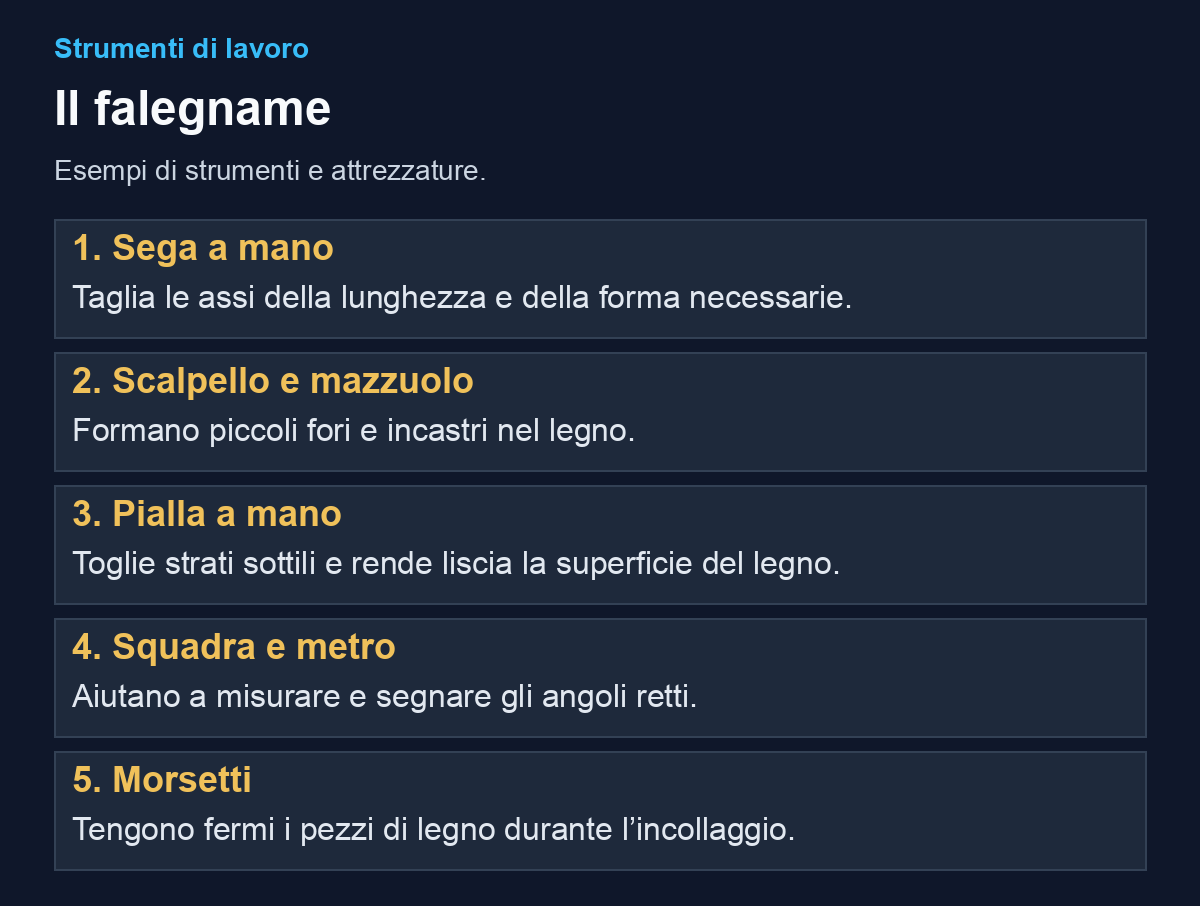 Strumenti di lavoro
Il falegname
Esempi di strumenti e attrezzature.
1. Sega a mano
Taglia le assi della lunghezza e della forma necessarie.
2. Scalpello e mazzuolo
Formano piccoli fori e incastri nel legno.
3. Pialla a mano
Toglie strati sottili e rende liscia la superficie del legno.
4. Squadra e metro
Aiutano a misurare e segnare gli angoli retti.
5. Morsetti
Tengono fermi i pezzi di legno durante l’incollaggio.